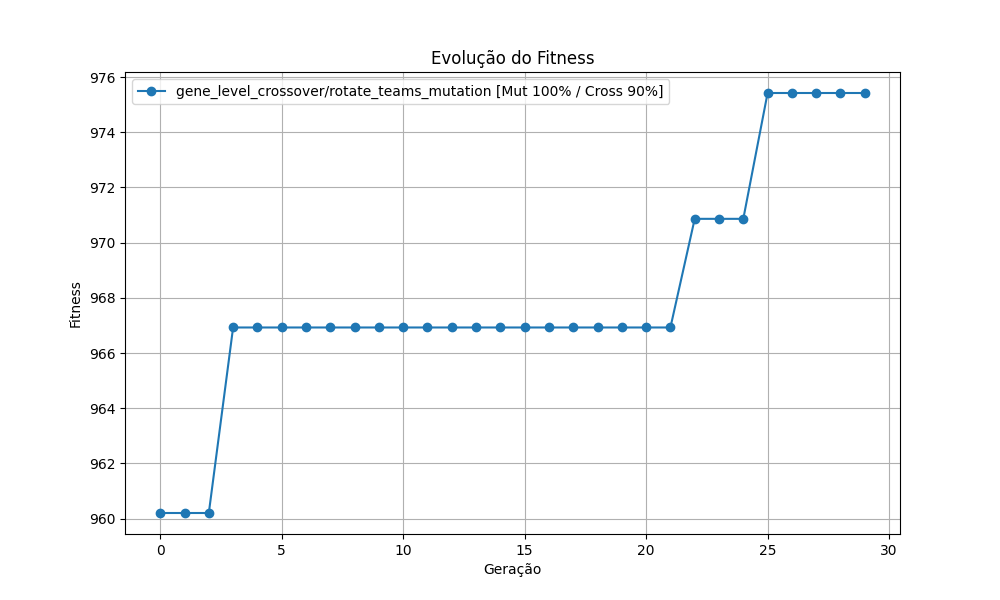 Evolução do Fitness
gene_level_crossover/rotate_teams_mutation [Mut 100% / Cross 90%]
Fitness
976
974
972
970
968
966
964
962
960
0 5 10 15 20 25 30
Geração